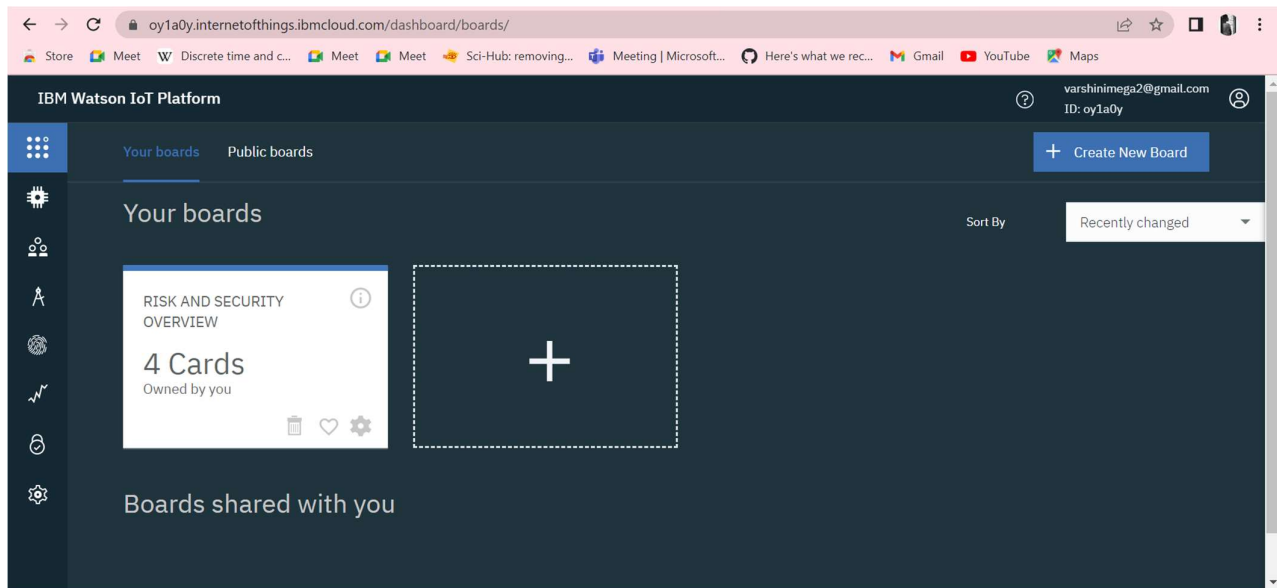 oy1a0y.internetofthings.ibmcloud.com/dashboard/boards/
Store Meet Discrete time and c... Meet Meet Sci-Hub: removing... Meeting | Microsoft... Here's what we rec... Gmail YouTube Maps
IBM Watson IoT Platform
varshinimega2@gmail.com
ID: oy1a0y
Your boards Public boards
Create New Board
Your boards
Sort By Recently changed
RISK AND SECURITY
OVERVIEW
4 Cards
Owned by you
Boards shared with you